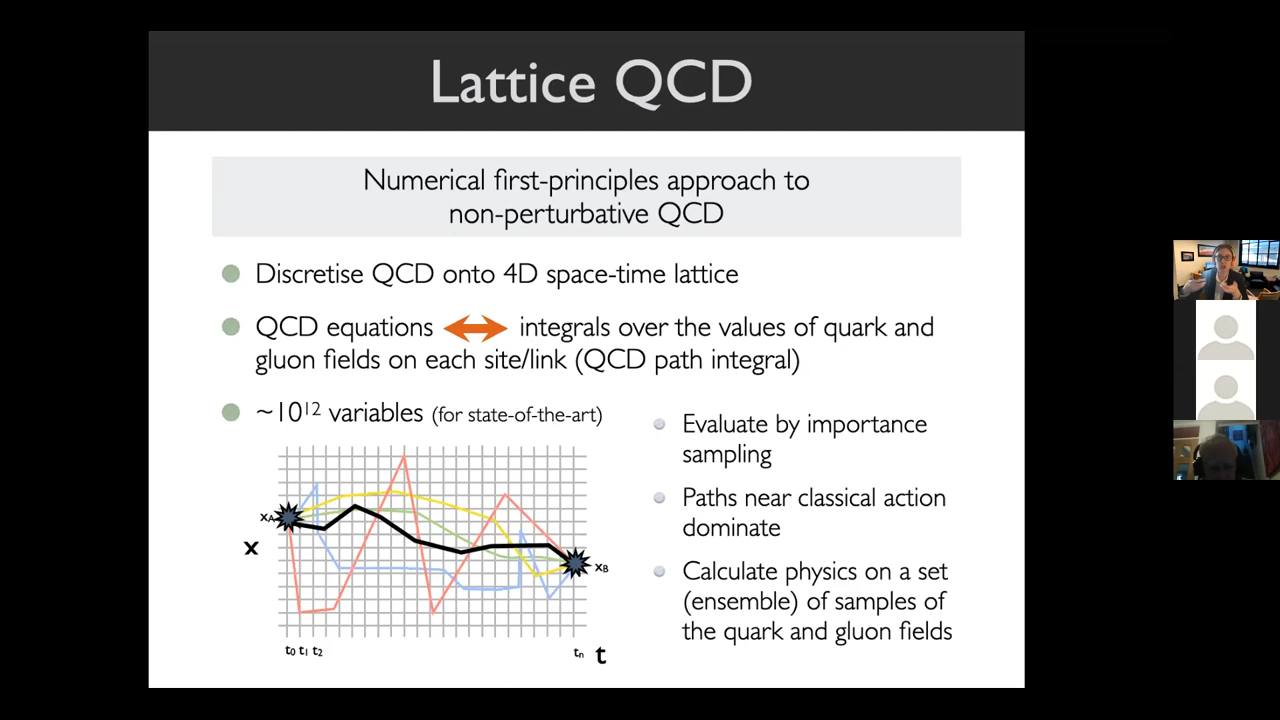 Lattice QCD
Numerical first-principles approach to
non-perturbative QCD
Discretise QCD onto 4D space-time lattice
QCD equations integrals over the values of quark and
gluon fields on each site/link (QCD path integral)
~10¹² variables (for state-of-the-art)
Evaluate by importance
sampling
Paths near classical action
dominate
Calculate physics on a set
(ensemble) of samples of
the quark and gluon fields
xA
x
xB
t0 t1 t2
tn t